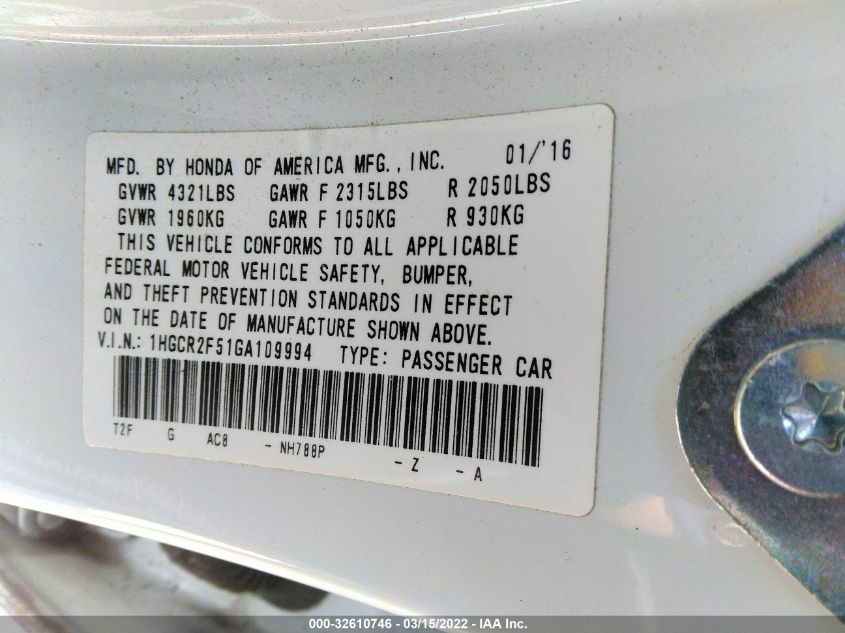 MFD. BY HONDA OF AMERICA MFG., INC. 01/'16
GVWR 4321LBS GAWR F 2315LBS R 2050LBS
GVWR 1960KG GAWR F 1050KG R 930KG
THIS VEHICLE CONFORMS TO ALL APPLICABLE
FEDERAL MOTOR VEHICLE SAFETY, BUMPER,
AND THEFT PREVENTION STANDARDS IN EFFECT
ON THE DATE OF MANUFACTURE SHOWN ABOVE.
V.I.N.: 1HGCR2F51GA109994 TYPE: PASSENGER CAR
T2F G AC8 - NH788P - Z - A
000-32610746 - 03/15/2022 - IAA Inc.